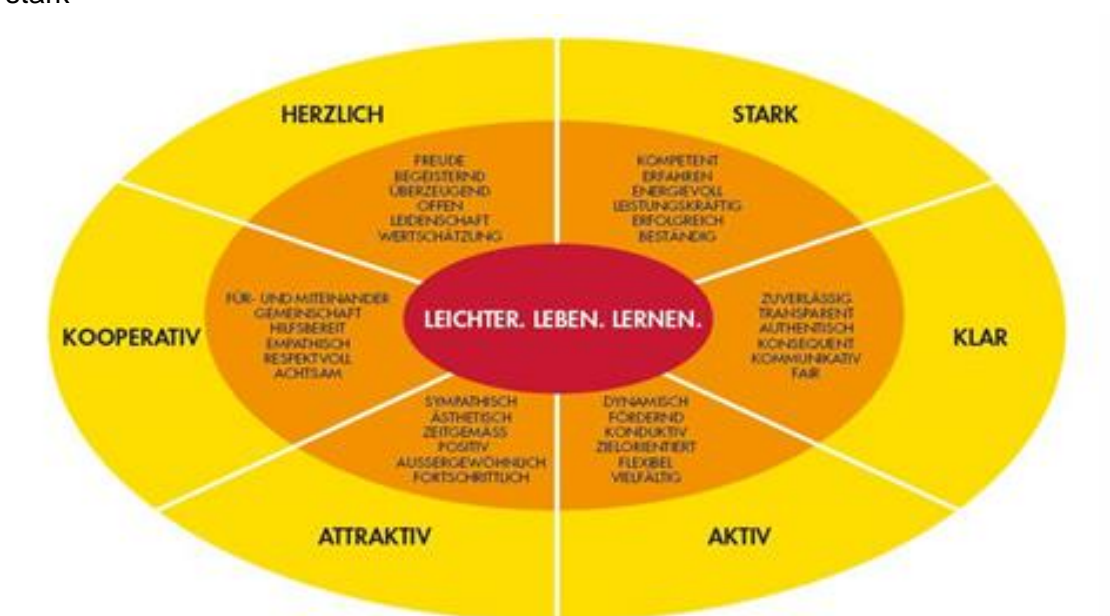 stark
HERZLICH
FREUDE
BEGEISTERND
ÜBERZEUGEND
OFFEN
LEIDENSCHAFT
WERTSCHÄTZUNG
STARK
KOMPETENT
ERFAHREN
ENERGIEVOLL
LEISTUNGSKRÄFTIG
ERFOLGREICH
BESTÄNDIG
KOOPERATIV
FÜR- UND MITEINANDER
GEMEINSCHAFT
HILFSBEREIT
EMPATHISCH
RESPEKTVOLL
ACHTSAM
LEICHTER. LEBEN. LERNEN.
ZUVERLÄSSIG
TRANSPARENT
AUTHENTISCH
KONSEQUENT
KOMMUNIKATIV
FAIR
KLAR
SYMPATHISCH
ÄSTHETISCH
ZEITGEMÄSS
POSITIV
AUSSERGEWÖHNLICH
FORTSCHRITTLICH
ATTRAKTIV
DYNAMISCH
FÖRDERND
KONDUKTIV
ZIELORIENTIERT
FLEXIBEL
VIELFÄLTIG
AKTIV